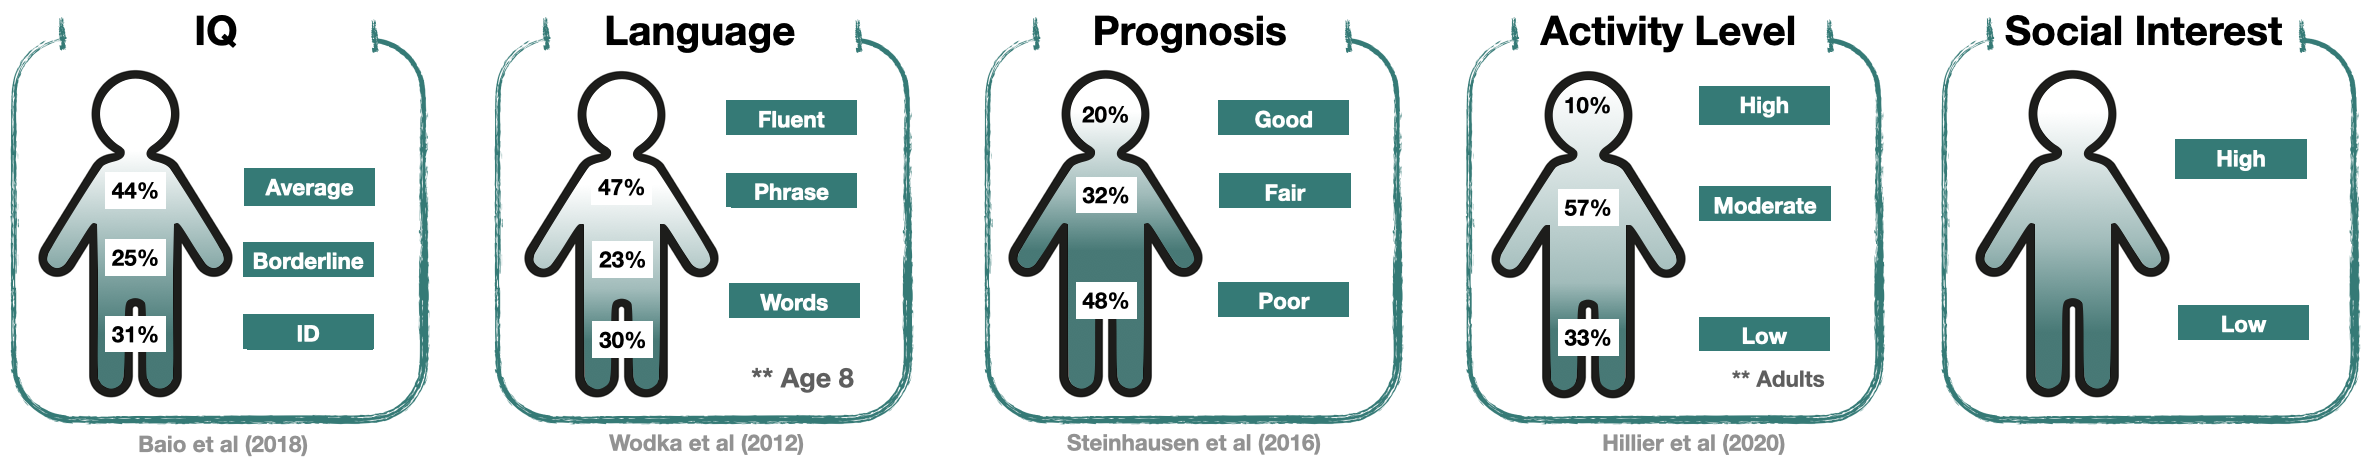 IQ
44%
25%
31%
Average
Borderline
ID
Baio et al (2018)
Language
47%
23%
30%
Fluent
Phrase
Words
** Age 8
Wodka et al (2012)
Prognosis
20%
32%
48%
Good
Fair
Poor
Steinhausen et al (2016)
Activity Level
10%
57%
33%
High
Moderate
Low
** Adults
Hillier et al (2020)
Social Interest
High
Low